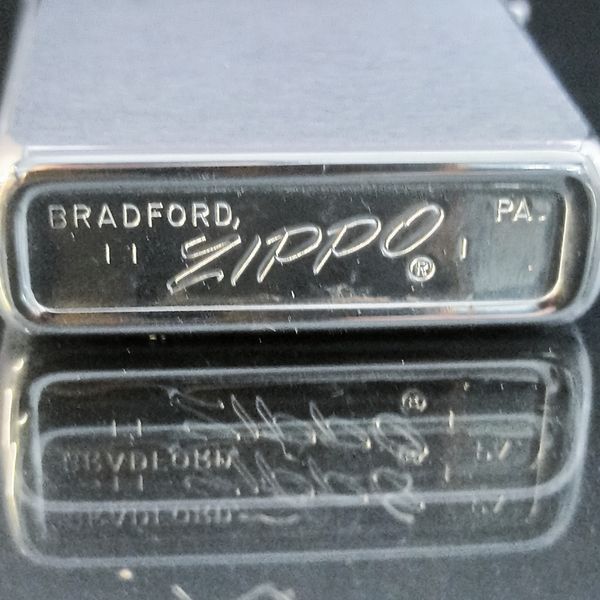 BRADFORD, PA.
|| ZIPPO® |